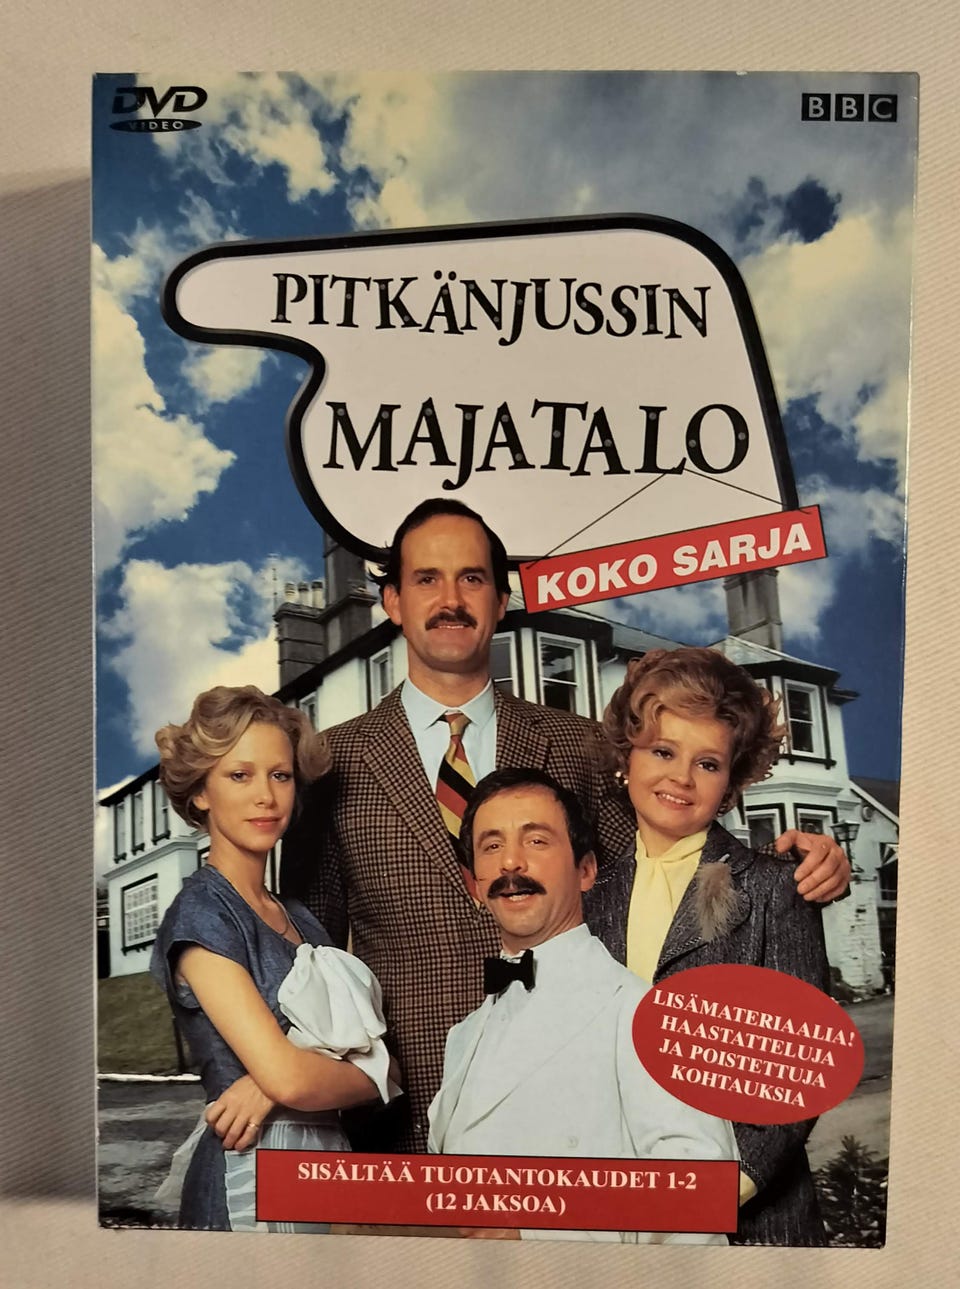 DVD
VIDEO
BBC
PITKÄNJUSSIN
MAJATALO
KOKO SARJA
LISÄMATERIAALIA!
HAASTATTELUJA
JA POISTETTUJA
KOHTAUKSIA
SISÄLTÄÄ TUOTANTOKAUDET 1-2
(12 JAKSOA)